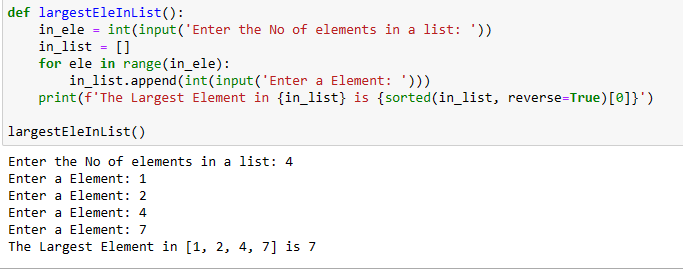 def largestEleInList():
    in_ele = int(input('Enter the No of elements in a list: '))
    in_list = []
    for ele in range(in_ele):
        in_list.append(int(input('Enter a Element: ')))
    print(f'The Largest Element in {in_list} is {sorted(in_list, reverse=True)[0]}')
largestEleInList()
Enter the No of elements in a list: 4
Enter a Element: 1
Enter a Element: 2
Enter a Element: 4
Enter a Element: 7
The Largest Element in [1, 2, 4, 7] is 7